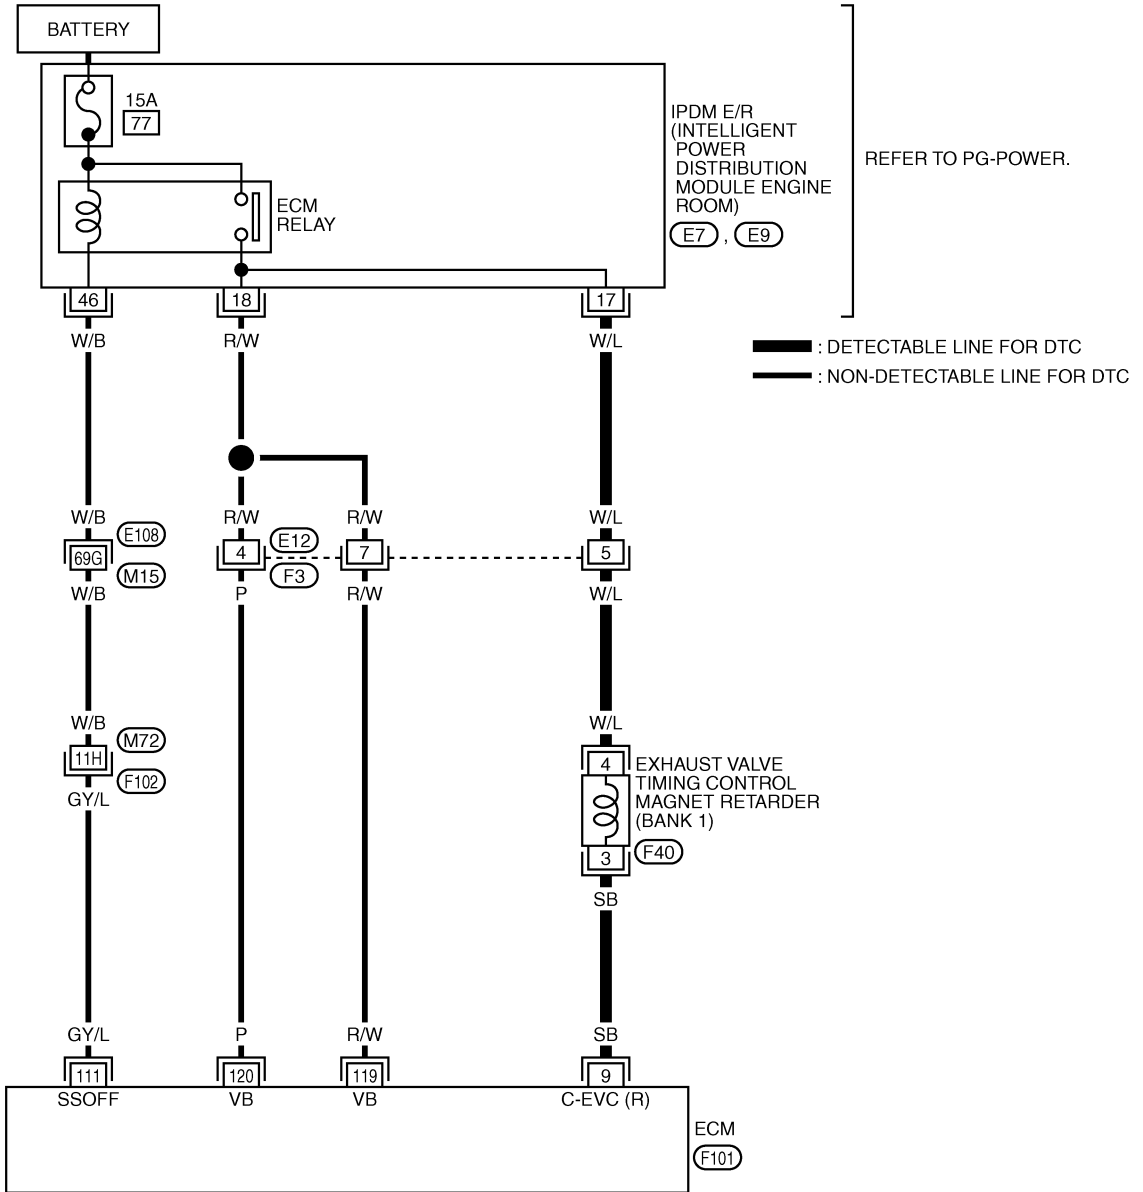 BATTERY
15A
77
IPDM E/R
(INTELLIGENT
POWER
DISTRIBUTION
MODULE ENGINE
ROOM)
E7 , E9
REFER TO PG-POWER.
ECM
RELAY
46
18
17
W/B
R/W
W/L
: DETECTABLE LINE FOR DTC
: NON-DETECTABLE LINE FOR DTC
W/B
R/W
R/W
W/L
E108
E12
69G
4
7
5
M15
F3
W/B
P
R/W
W/L
W/B
W/L
M72
11H
F102
GY/L
4
EXHAUST VALVE
TIMING CONTROL
MAGNET RETARDER
(BANK 1)
3
F40
SB
GY/L
P
R/W
SB
111
120
119
9
SSOFF
VB
VB
C-EVC (R)
ECM
F101